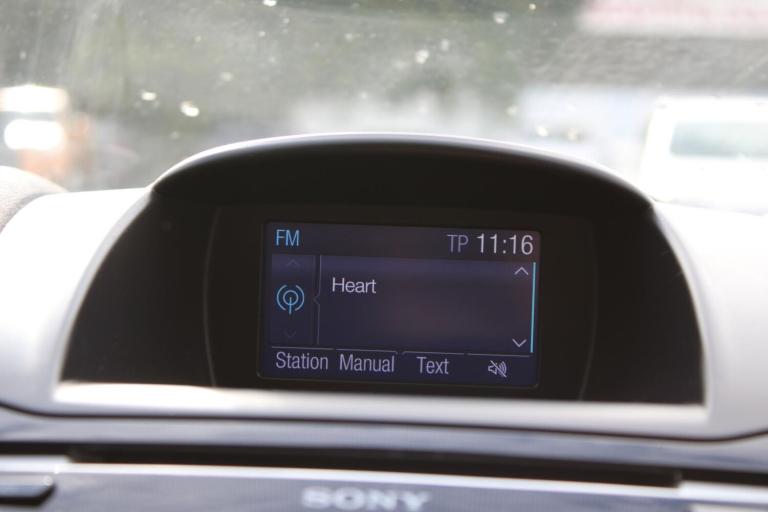 FM TP 11:16
Heart
Station Manual Text
SONY